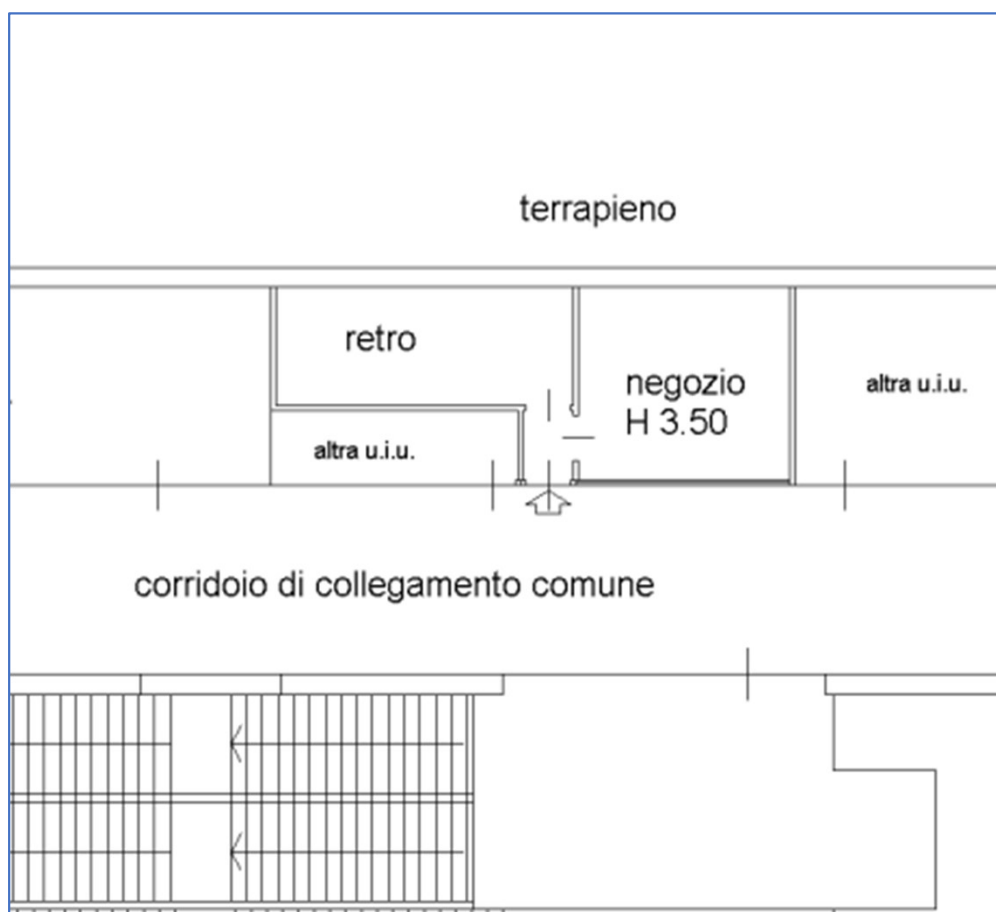 terrapieno
retro
negozio
H 3.50
altra u.i.u.
altra u.i.u.
corridoio di collegamento comune